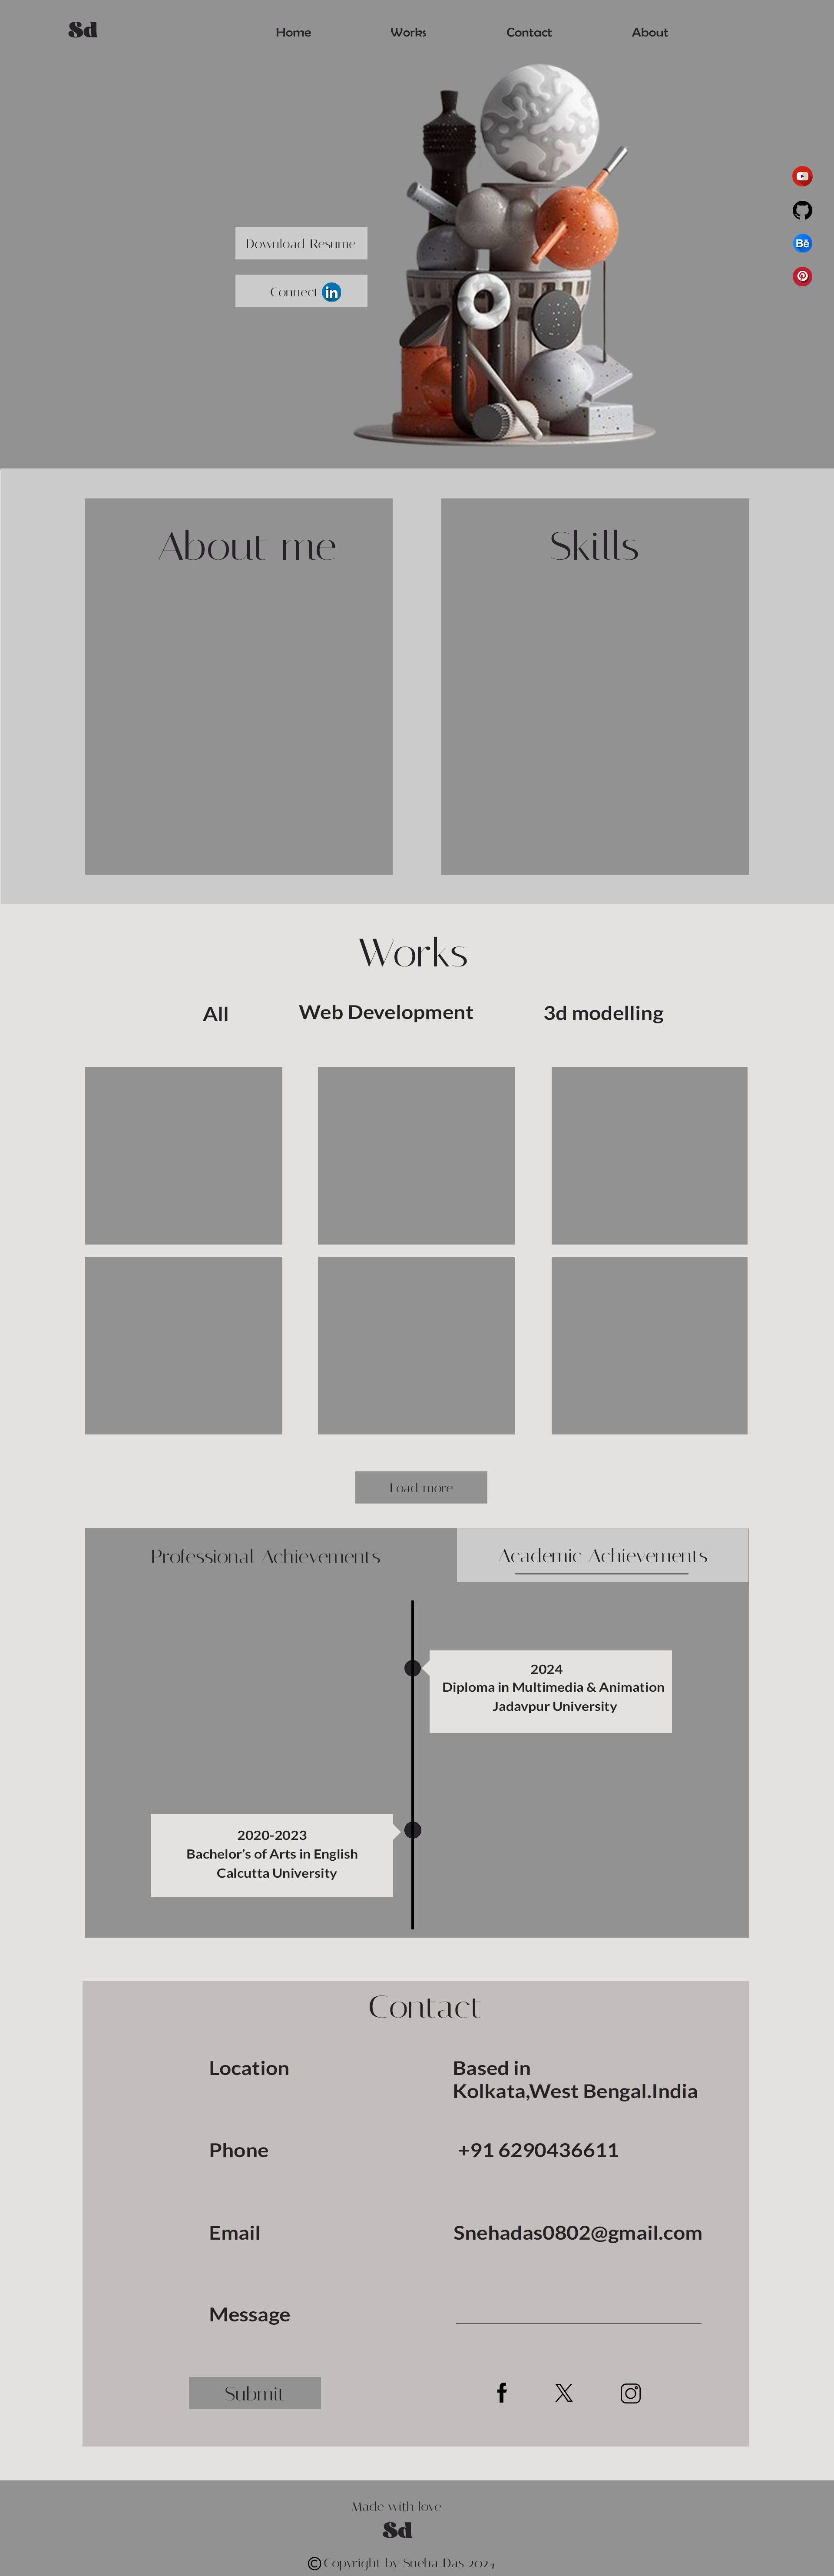 Sd
Home
Works
Contact
About
Download Resume
Connect in
Bē
About me
Skills
Works
All
Web Development
3d modelling
Load more
Professional Achievements
Academic Achievements
2024
Diploma in Multimedia & Animation
Jadavpur University
2020-2023
Bachelor's of Arts in English
Calcutta University
Contact
Location
Based in
Kolkata,West Bengal.India
Phone
+91 6290436611
Email
Snehadas0802@gmail.com
Message
Submit
Made with love
Sd
© Copyright by Sneha Das 2024